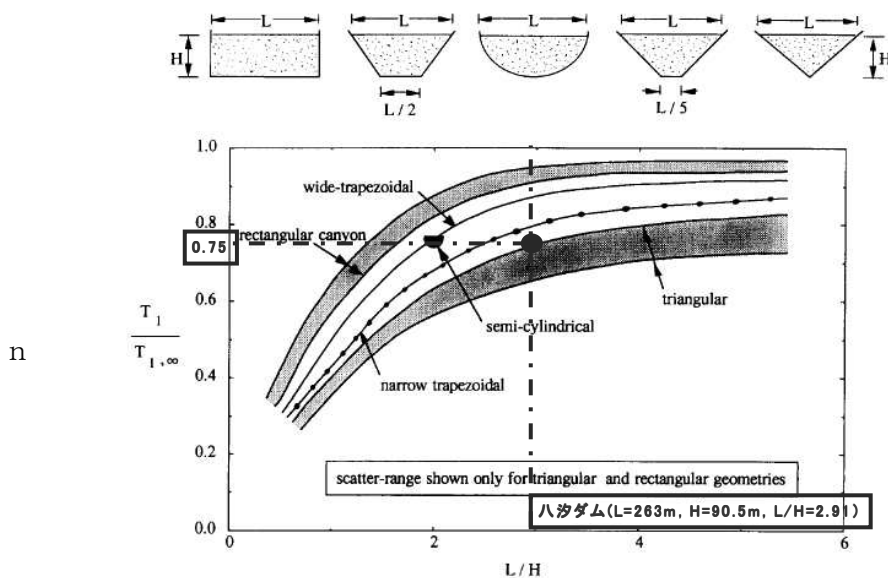 L L L L L
H H
L / 2 L / 5
1.0
wide-trapezoidal
0.8
rectangular canyon
0.75
0.6
triangular
T 1
T 1,∞
n
semi-cylindrical
0.4
narrow trapezoidal
0.2
scatter-range shown only for triangular and rectangular geometries
八汐ダム(L=263m, H=90.5m, L/H=2.91)
0.0
0 2 4 6
L / H